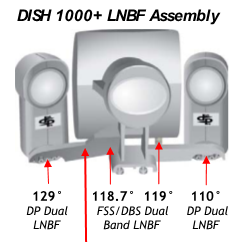 DISH 1000+ LNBF Assembly
129° 118.7° 119° 110°
DP Dual FSS/DBS Dual DP Dual
LNBF Band LNBF LNBF